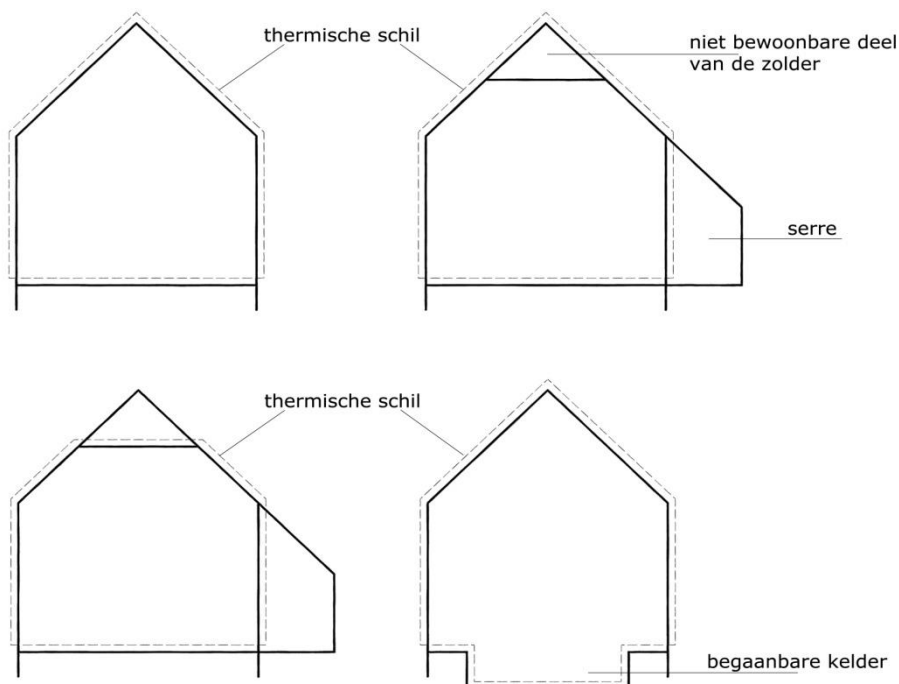 thermische schil
niet bewoonbare deel
van de zolder
serre
thermische schil
begaanbare kelder